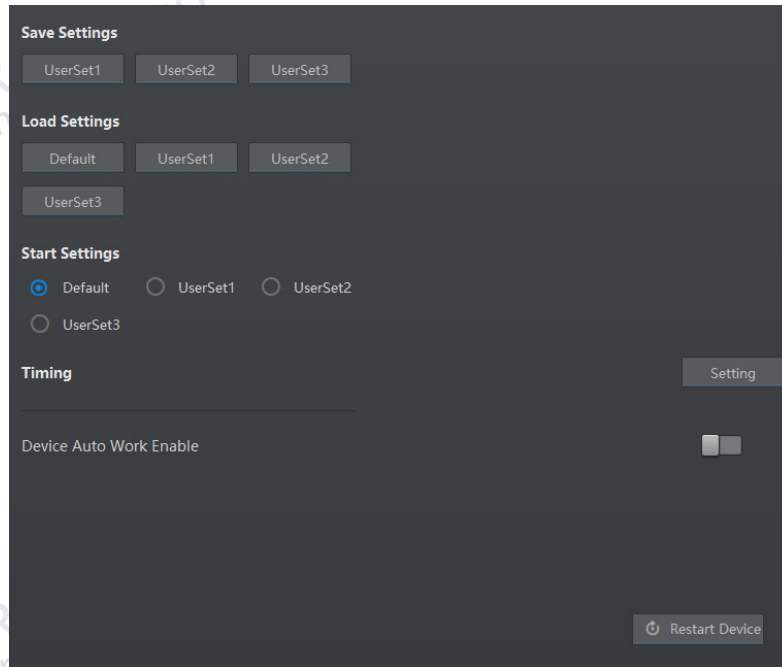 Save Settings
UserSet1 UserSet2 UserSet3
Load Settings
Default UserSet1 UserSet2
UserSet3
Start Settings
Default UserSet1 UserSet2
UserSet3
Timing Setting
Device Auto Work Enable
Restart Device